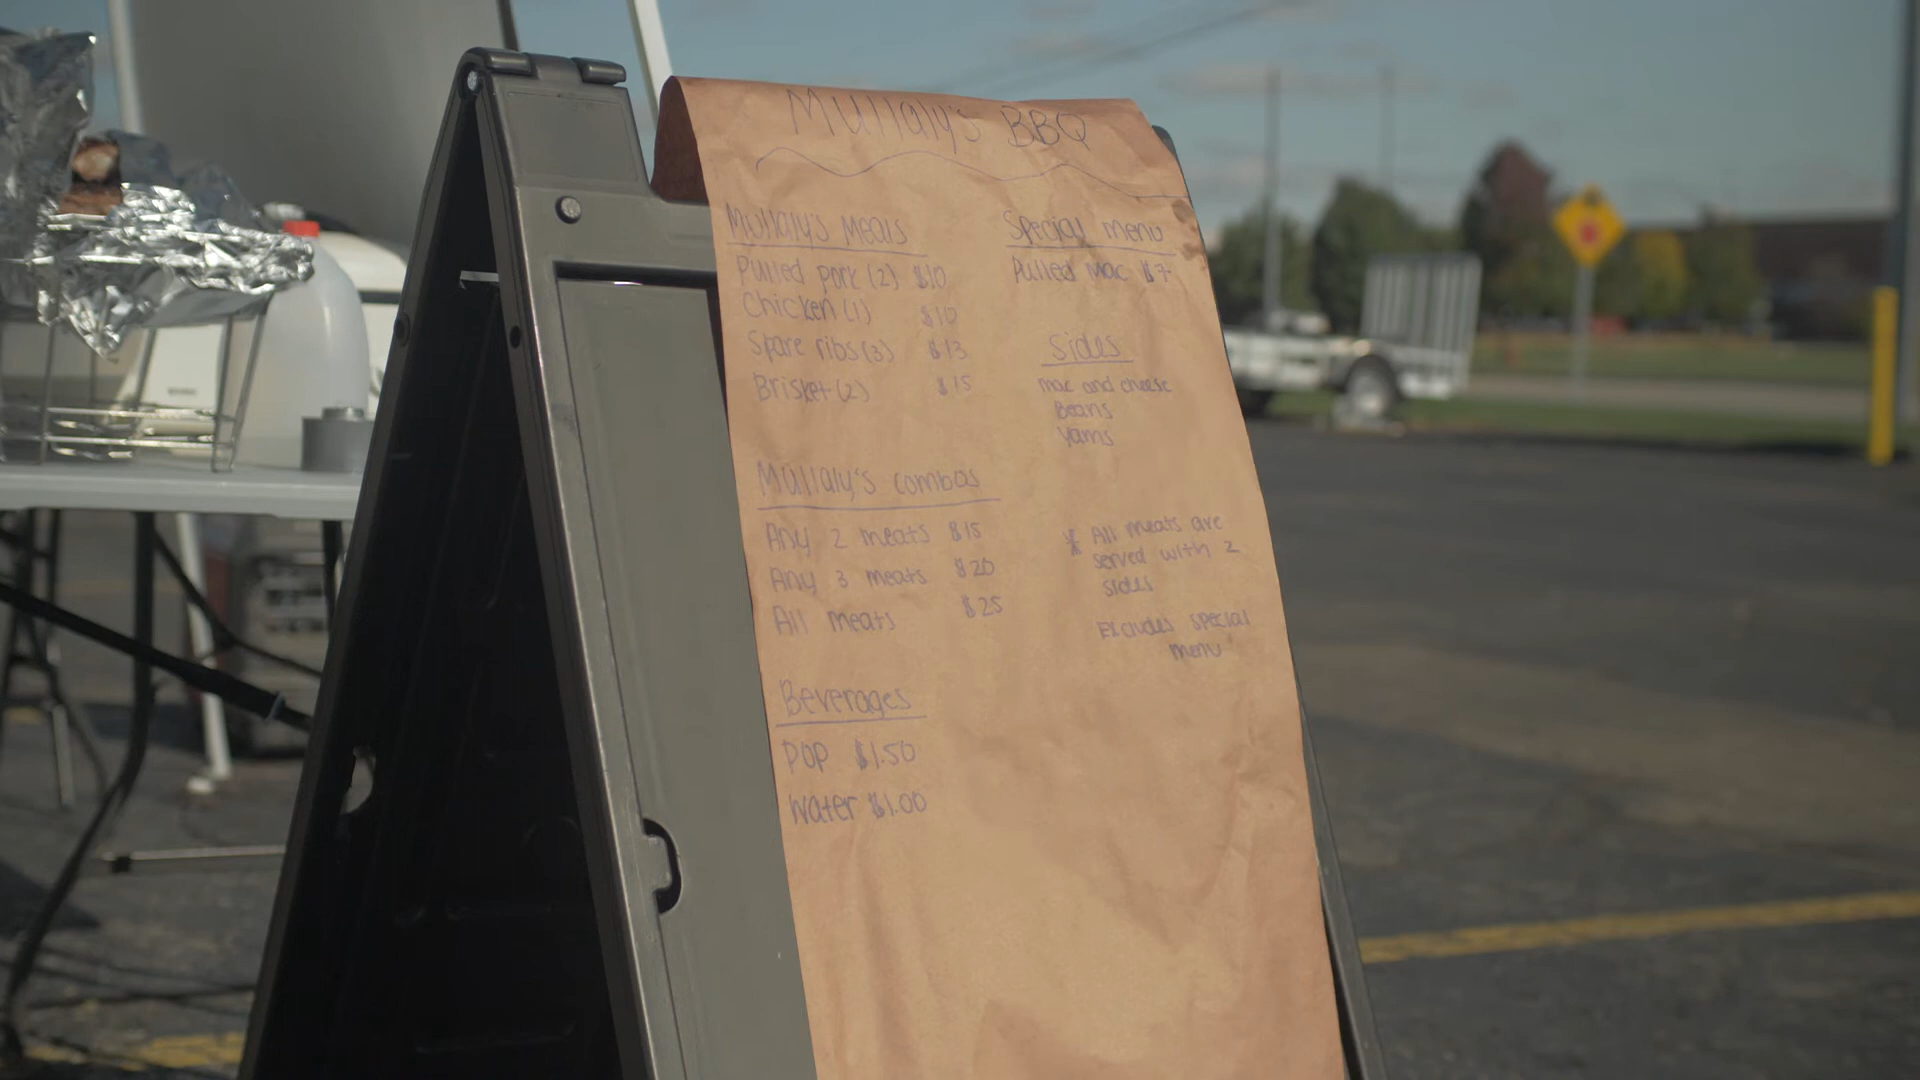 Mullaly's BBQ
Mullaly's Meals
Pulled pork (2) $10
Chicken (1) $10
Spare ribs (3) $13
Brisket (2) $15
Special menu
Pulled Mac $7
Sides
mac and cheese
Beans
Yams
Mullaly's combos
Any 2 meats $15
Any 3 meats $20
All meats $25
* All meats are
served with 2
sides
Excludes special
menu
Beverages
Pop $1.50
Water $1.00